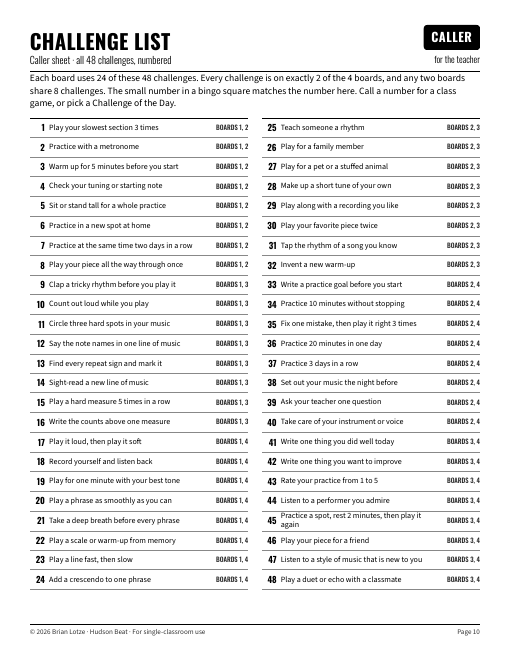 CHALLENGE LIST
CALLER
Caller sheet · all 48 challenges, numbered
for the teacher
Each board uses 24 of these 48 challenges. Every challenge is on exactly 2 of the 4 boards, and any two boards
share 8 challenges. The small number in a bingo square matches the number here. Call a number for a class
game, or pick a Challenge of the Day.
1 Play your slowest section 3 times BOARDS 1, 2
2 Practice with a metronome BOARDS 1, 2
3 Warm up for 5 minutes before you start BOARDS 1, 2
4 Check your tuning or starting note BOARDS 1, 2
5 Sit or stand tall for a whole practice BOARDS 1, 2
6 Practice in a new spot at home BOARDS 1, 2
7 Practice at the same time two days in a row BOARDS 1, 2
8 Play your piece all the way through once BOARDS 1, 2
9 Clap a tricky rhythm before you play it BOARDS 1, 3
10 Count out loud while you play BOARDS 1, 3
11 Circle three hard spots in your music BOARDS 1, 3
12 Say the note names in one line of music BOARDS 1, 3
13 Find every repeat sign and mark it BOARDS 1, 3
14 Sight-read a new line of music BOARDS 1, 3
15 Play a hard measure 5 times in a row BOARDS 1, 3
16 Write the counts above one measure BOARDS 1, 3
17 Play it loud, then play it soft BOARDS 1, 4
18 Record yourself and listen back BOARDS 1, 4
19 Play for one minute with your best tone BOARDS 1, 4
20 Play a phrase as smoothly as you can BOARDS 1, 4
21 Take a deep breath before every phrase BOARDS 1, 4
22 Play a scale or warm-up from memory BOARDS 1, 4
23 Play a line fast, then slow BOARDS 1, 4
24 Add a crescendo to one phrase BOARDS 1, 4
25 Teach someone a rhythm BOARDS 2, 3
26 Play for a family member BOARDS 2, 3
27 Play for a pet or a stuffed animal BOARDS 2, 3
28 Make up a short tune of your own BOARDS 2, 3
29 Play along with a recording you like BOARDS 2, 3
30 Play your favorite piece twice BOARDS 2, 3
31 Tap the rhythm of a song you know BOARDS 2, 3
32 Invent a new warm-up BOARDS 2, 3
33 Write a practice goal before you start BOARDS 2, 4
34 Practice 10 minutes without stopping BOARDS 2, 4
35 Fix one mistake, then play it right 3 times BOARDS 2, 4
36 Practice 20 minutes in one day BOARDS 2, 4
37 Practice 3 days in a row BOARDS 2, 4
38 Set out your music the night before BOARDS 2, 4
39 Ask your teacher one question BOARDS 2, 4
40 Take care of your instrument or voice BOARDS 2, 4
41 Write one thing you did well today BOARDS 3, 4
42 Write one thing you want to improve BOARDS 3, 4
43 Rate your practice from 1 to 5 BOARDS 3, 4
44 Listen to a performer you admire BOARDS 3, 4
45 Practice a spot, rest 2 minutes, then play it BOARDS 3, 4
again
46 Play your piece for a friend BOARDS 3, 4
47 Listen to a style of music that is new to you BOARDS 3, 4
48 Play a duet or echo with a classmate BOARDS 3, 4
© 2026 Brian Lotze · Hudson Beat · For single-classroom use
Page 10